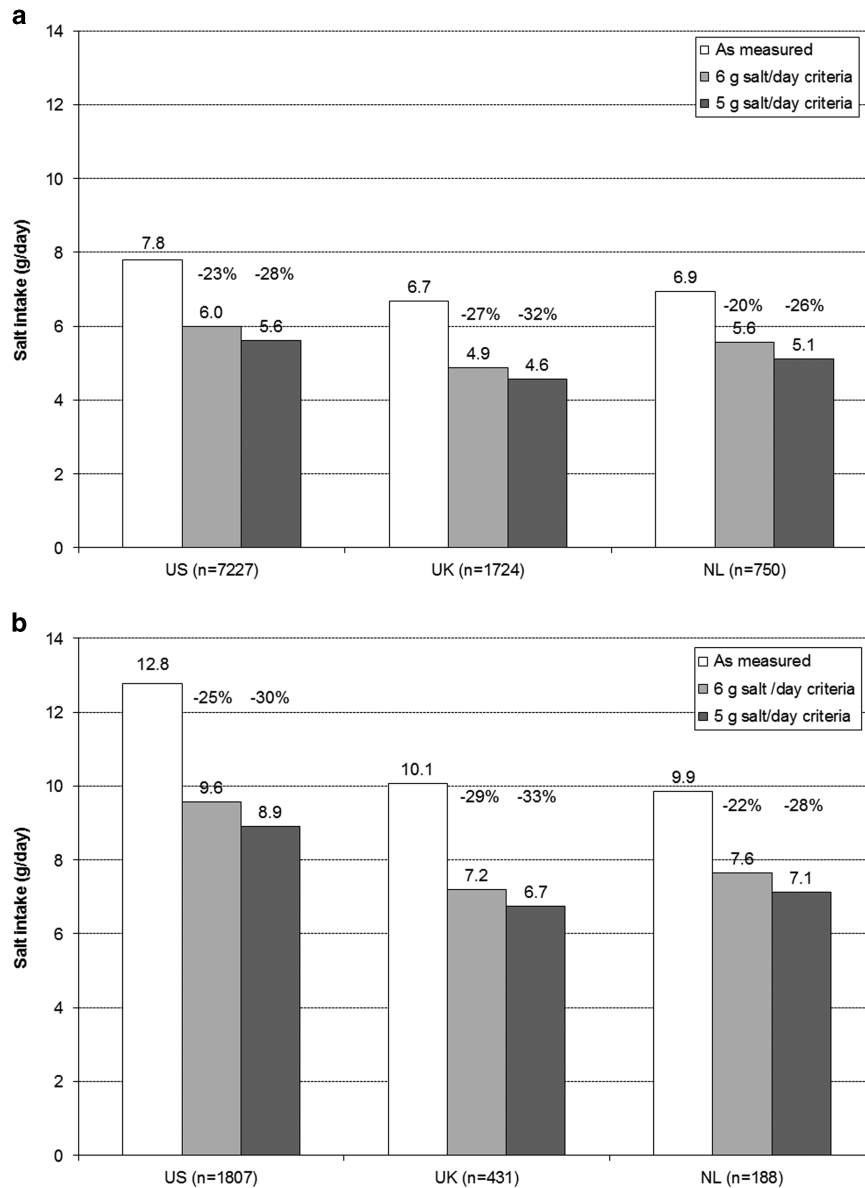 a
14
As measured
6 g salt/day criteria
5 g salt/day criteria
12
10
8
6
4
2
0
Salt intake (g/day)
7.8
-23% -28%
6.0
5.6
6.7
-27% -32%
4.9
4.6
6.9
-20% -26%
5.6
5.1
US (n=7227)
UK (n=1724)
NL (n=750)
b
14
As measured
6 g salt /day criteria
5 g salt/day criteria
12
10
8
6
4
2
0
Salt intake (g/day)
12.8
-25% -30%
9.6
8.9
10.1
-29% -33%
7.2
6.7
9.9
-22% -28%
7.6
7.1
US (n=1807)
UK (n=431)
NL (n=188)